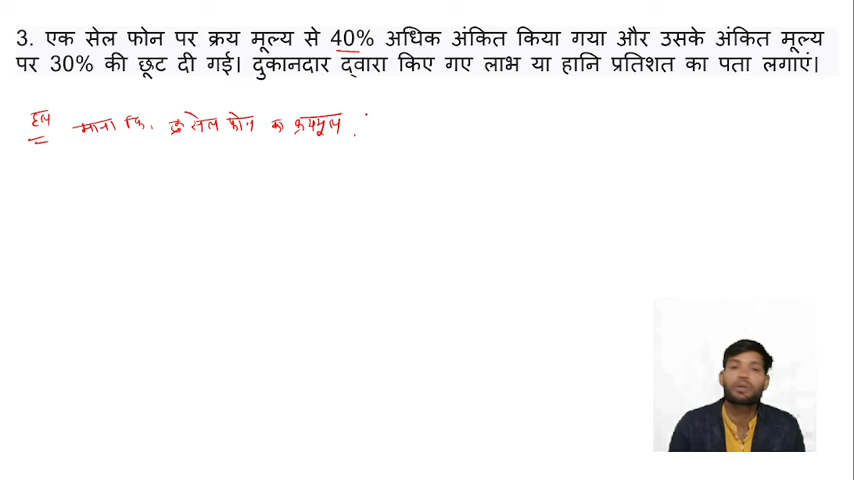 3. एक सेल फोन पर क्रय मूल्य से 40% अधिक अंकित किया गया और उसके अंकित मूल्य
पर 30% की छूट दी गई। दुकानदार द्वारा किए गए लाभ या हानि प्रतिशत का पता लगाएं।
हल माना कि सेल फोन का क्रयमूल्य